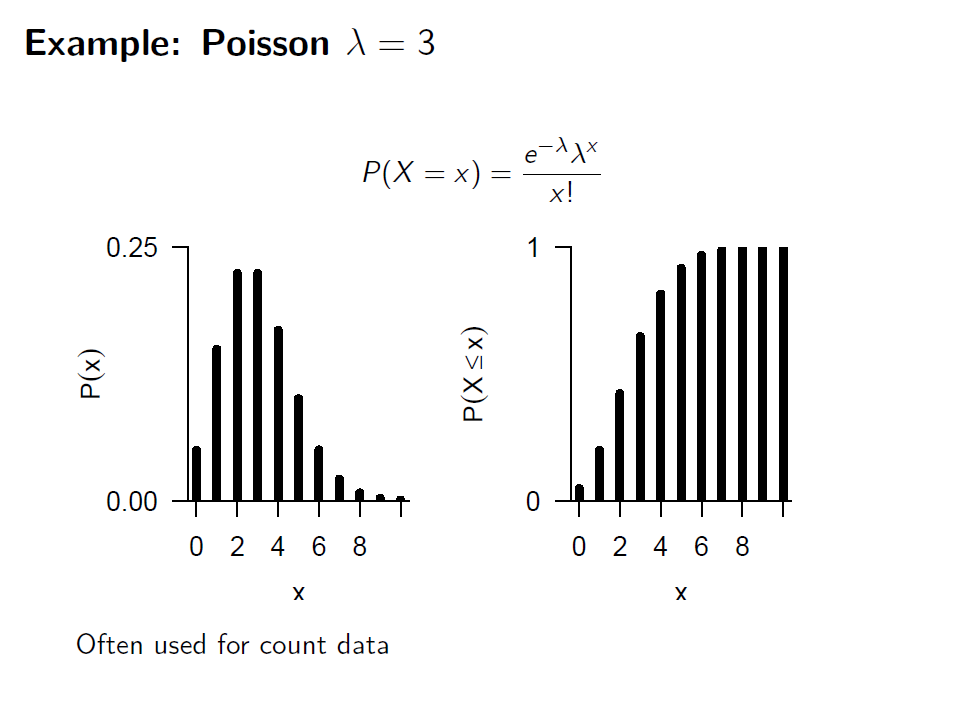 Example: Poisson λ = 3
P(X = x) = e^{−λ}λ^x / x!
0.25
P(x)
0.00
0 2 4 6 8
x
1
P(X ≤ x)
0
0 2 4 6 8
x
Often used for count data